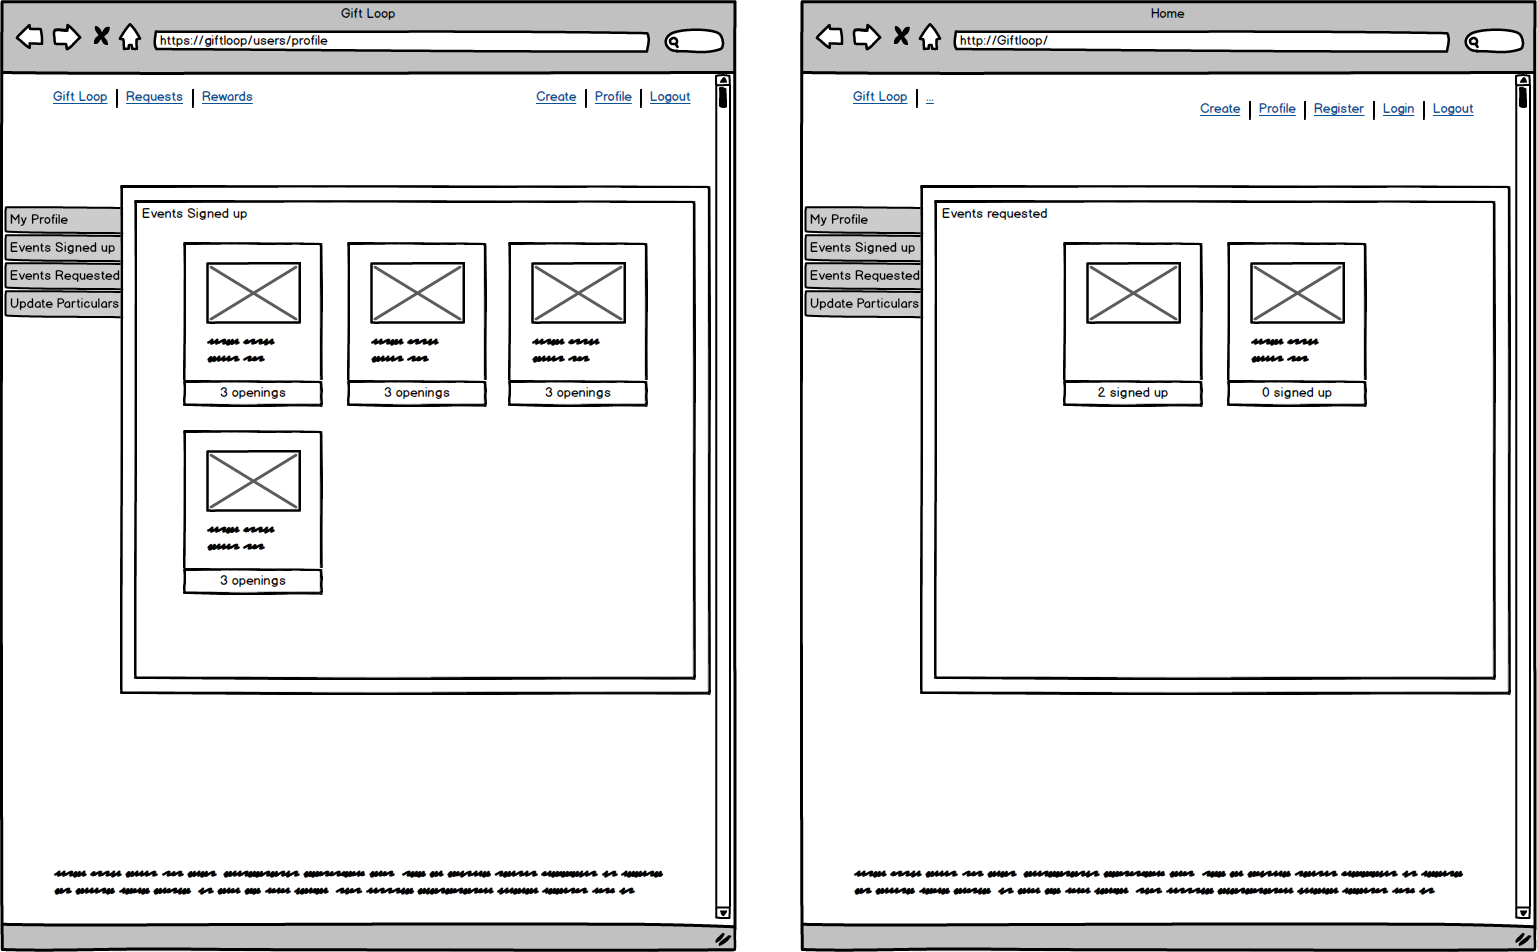 Gift Loop
https://giftloop/users/profile
Gift Loop | Requests | Rewards
Create | Profile | Logout
My Profile
Events Signed up
Events Requested
Update Particulars
Events Signed up
3 openings
3 openings
3 openings
3 openings
Home
http://Giftloop/
Gift Loop | ...
Create | Profile | Register | Login | Logout
My Profile
Events Signed up
Events Requested
Update Particulars
Events requested
2 signed up
0 signed up